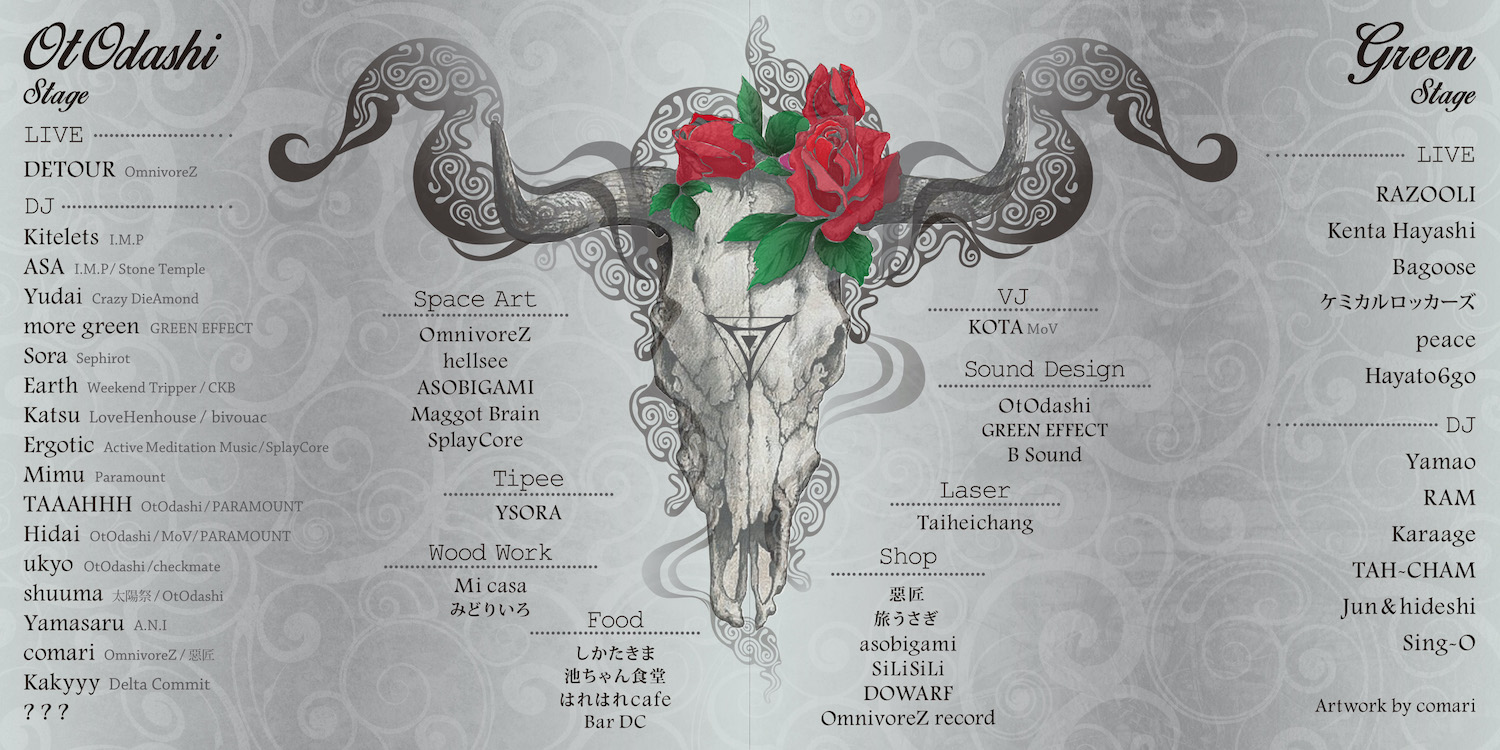 OtOdashi
Stage
LIVE
DETOUR OmnivoreZ
DJ
Kitelets I.M.P
ASA I.M.P/Stone Temple
Yudai Crazy DieAmond
more green GREEN EFFECT
Sora Sephirot
Earth Weekend Tripper / CKB
Katsu LoveHenhouse / bivouac
Ergotic Active Meditation Music/SplayCore
Mimu Paramount
TAAAHHH OtOdashi/PARAMOUNT
Hidai OtOdashi/MoV/PARAMOUNT
ukyo OtOdashi/checkmate
shuuma 太陽祭/OtOdashi
Yamasaru A.N.I
comari OmnivoreZ/惡匠
Kakyyy Delta Commit
???
Space Art
OmnivoreZ
hellsee
ASOBIGAMI
Maggot Brain
SplayCore
Tipee
YSORA
Wood Work
Mi casa
みどりいろ
Food
しかたきま
池ちゃん食堂
はれはれcafe
Bar DC
VJ
KOTA MoV
Sound Design
OtOdashi
GREEN EFFECT
B Sound
Laser
Taiheichang
Shop
惡匠
旅うさぎ
asobigami
SiLiSiLi
DOWARF
OmnivoreZ record
Green
Stage
LIVE
RAZOOLI
Kenta Hayashi
Bagoose
ケミカルロッカーズ
peace
Hayato6go
DJ
Yamao
RAM
Karaage
TAH-CHAM
Jun&hideshi
Sing-O
Artwork by comari